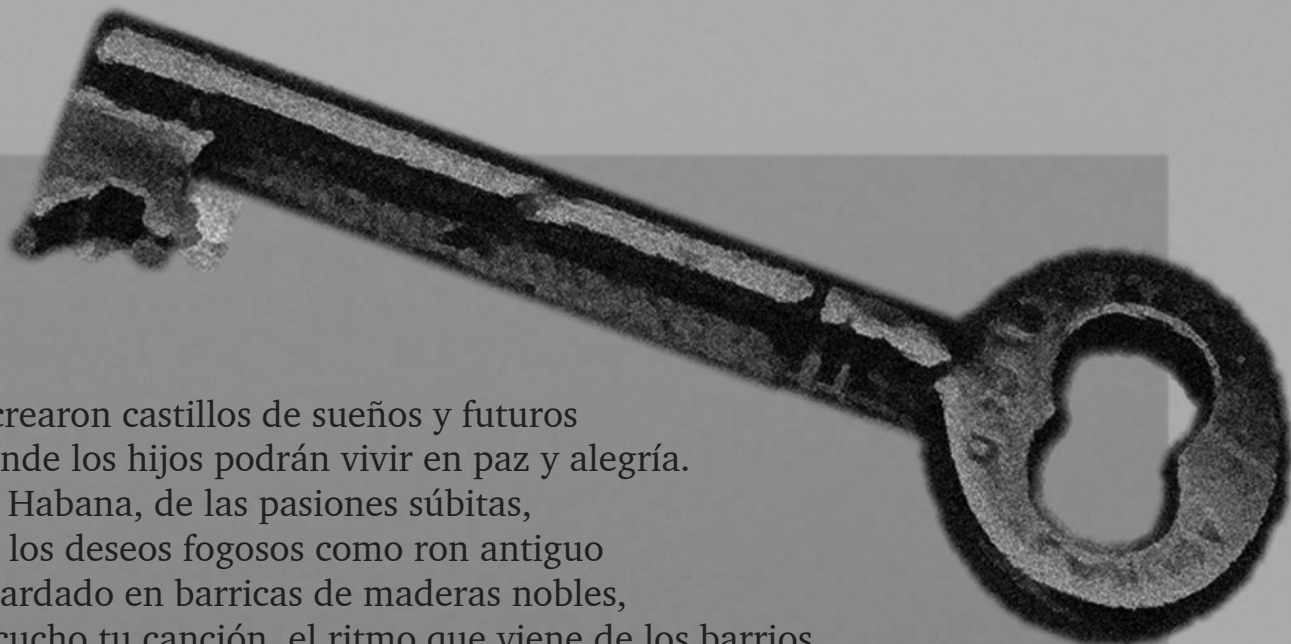 crearon castillos de sueños y futuros
nde los hijos podrán vivir en paz y alegría.
Habana, de las pasiones súbitas,
los deseos fogosos como ron antiguo
ardado en barricas de maderas nobles,
cucho tu canción, el ritmo que viene de los barrios